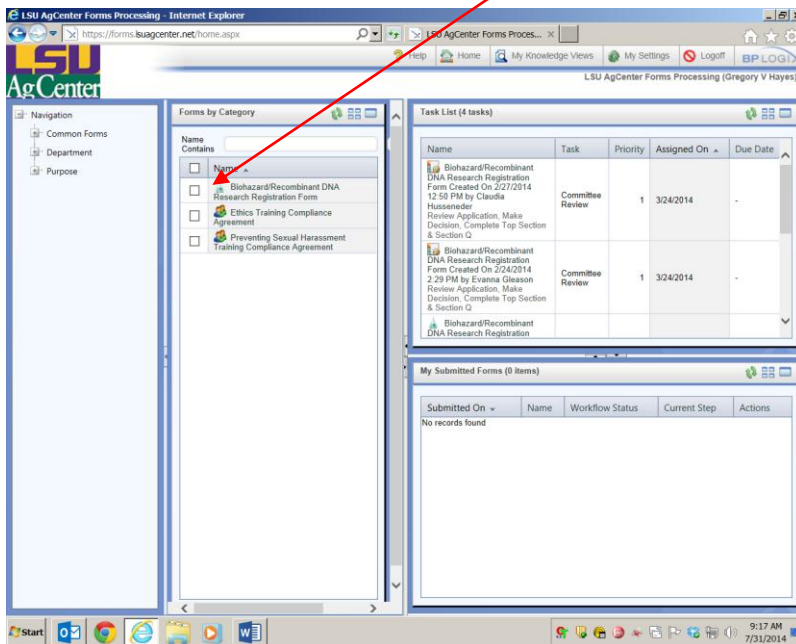 LSU AgCenter Forms Processing - Internet Explorer
https://forms.lsuagcenter.net/home.aspx
LSU AgCenter Forms Proces...
Help Home My Knowledge Views My Settings Logoff BPLOGIX
LSU
AgCenter
LSU AgCenter Forms Processing (Gregory V Hayes)
Navigation
Common Forms
Department
Purpose
Forms by Category
Name
Contains
Name
Biohazard/Recombinant DNA
Research Registration Form
Ethics Training Compliance
Agreement
Preventing Sexual Harassment
Training Compliance Agreement
Task List (4 tasks)
Name Task Priority Assigned On Due Date
Biohazard/Recombinant
DNA Research Registration
Form Created On 2/27/2014
12:50 PM by Claudia
Husseneder
Review Application, Make
Decision, Complete Top Section
& Section Q
Committee
Review
1 3/24/2014 -
Biohazard/Recombinant
DNA Research Registration
Form Created On 2/24/2014
2:29 PM by Evanna Gleason
Review Application, Make
Decision, Complete Top Section
& Section Q
Committee
Review
1 3/24/2014 -
Biohazard/Recombinant
DNA Research Registration
My Submitted Forms (0 items)
Submitted On Name Workflow Status Current Step Actions
No records found
Start
9:17 AM
7/31/2014